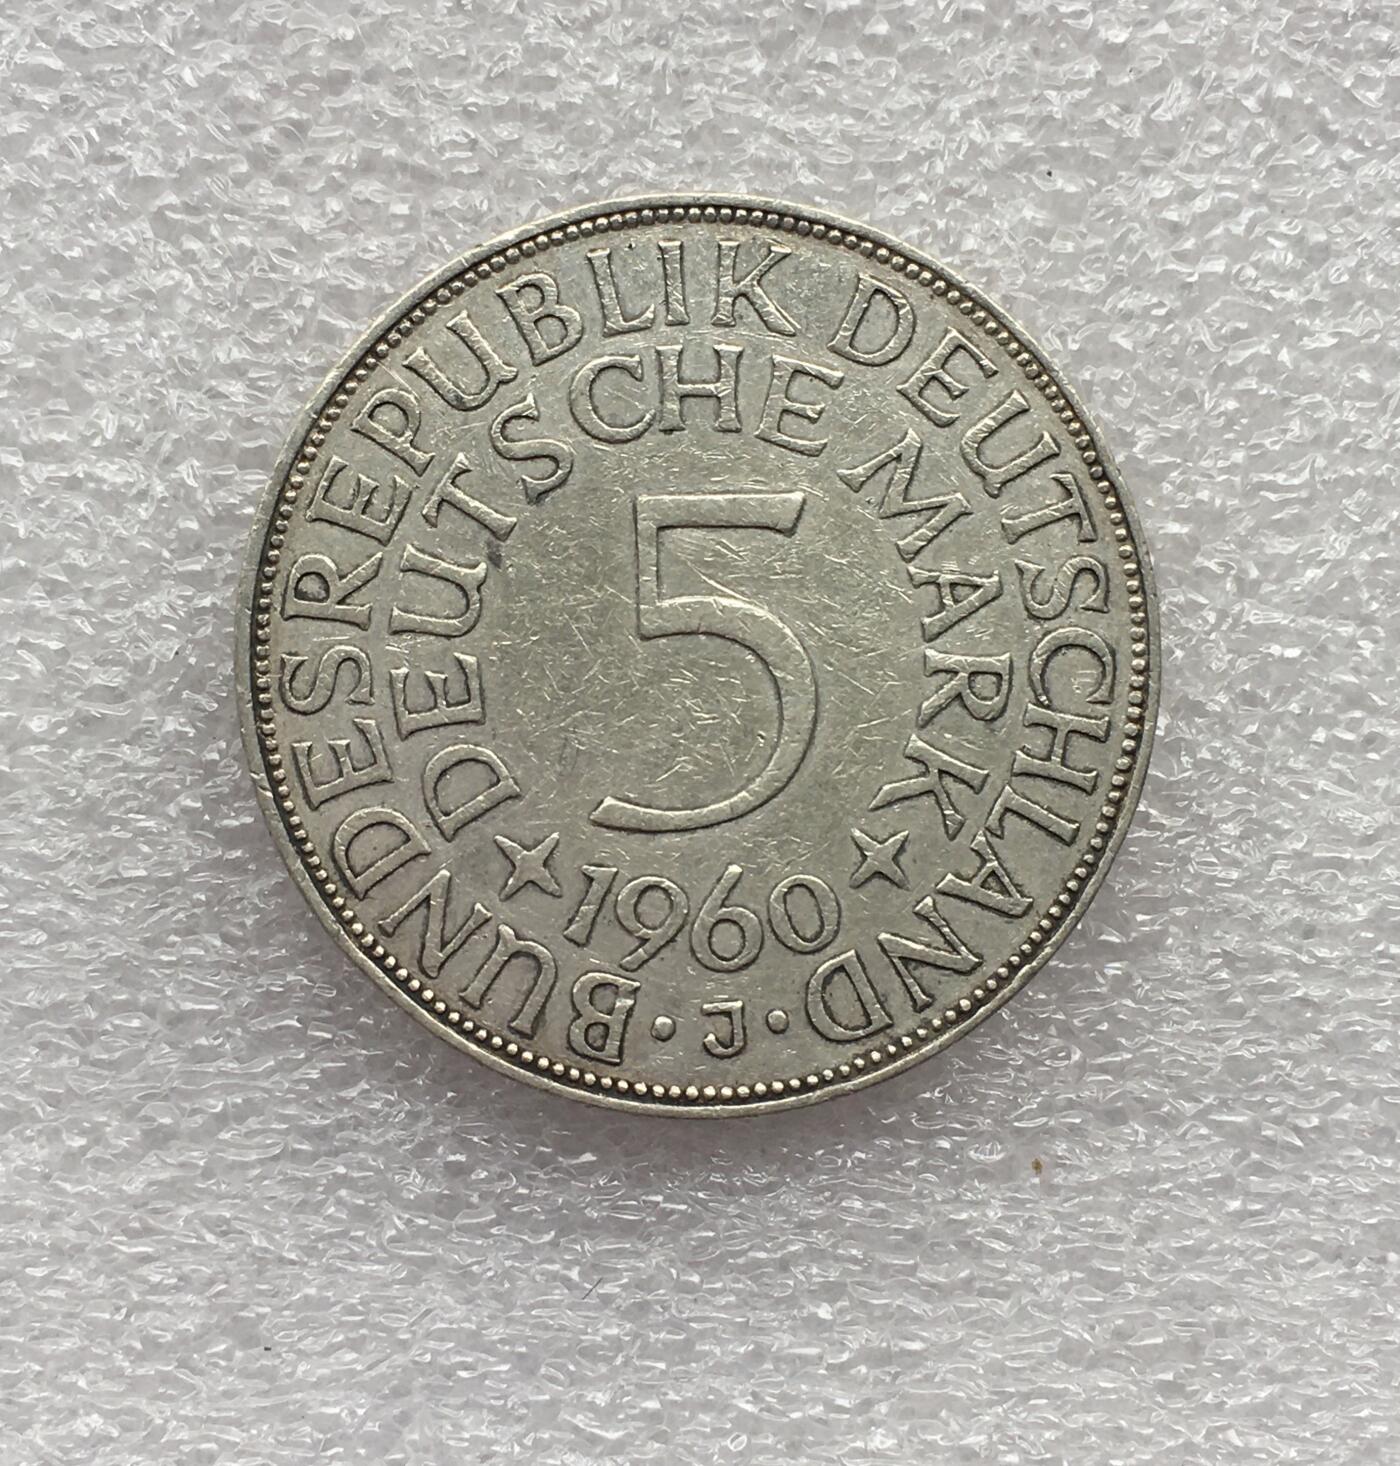 BUNDESREPUBLIK DEUTSCHLAND
DEUTSCHE MARK
5
1960
· J ·